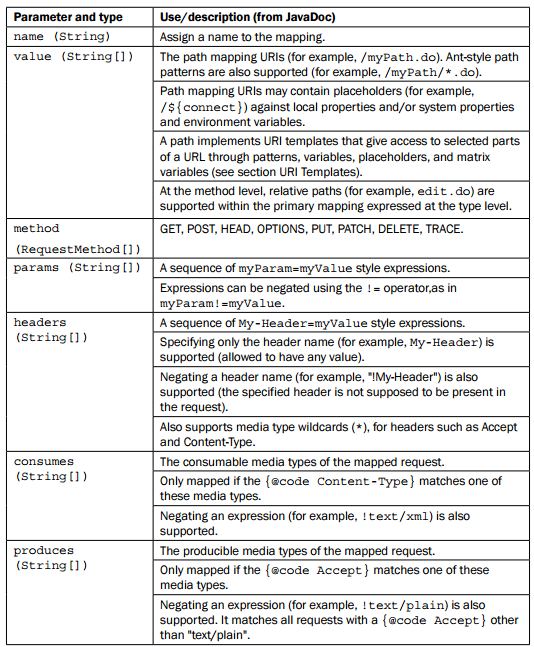 Parameter and type Use/description (from JavaDoc)
name (String) Assign a name to the mapping.
value (String[]) The path mapping URIs (for example, /myPath.do). Ant-style path
patterns are also supported (for example, /myPath/*.do).
Path mapping URIs may contain placeholders (for example,
/${connect}) against local properties and/or system properties
and environment variables.
A path implements URI templates that give access to selected parts
of a URL through patterns, variables, placeholders, and matrix
variables (see section URI Templates).
At the method level, relative paths (for example, edit.do) are
supported within the primary mapping expressed at the type level.
method GET, POST, HEAD, OPTIONS, PUT, PATCH, DELETE, TRACE.
(RequestMethod[])
params (String[]) A sequence of myParam=myValue style expressions.
Expressions can be negated using the != operator,as in
myParam!=myValue.
headers A sequence of My-Header=myValue style expressions.
(String[])
Specifying only the header name (for example, My-Header) is
supported (allowed to have any value).
Negating a header name (for example, "!My-Header") is also
supported (the specified header is not supposed to be present in
the request).
Also supports media type wildcards (*), for headers such as Accept
and Content-Type.
consumes The consumable media types of the mapped request.
(String[])
Only mapped if the {@code Content-Type} matches one of
these media types.
Negating an expression (for example, !text/xml) is also
supported.
produces The producible media types of the mapped request.
(String[])
Only mapped if the {@code Accept} matches one of these
media types.
Negating an expression (for example, !text/plain) is also
supported. It matches all requests with a {@code Accept} other
than "text/plain".